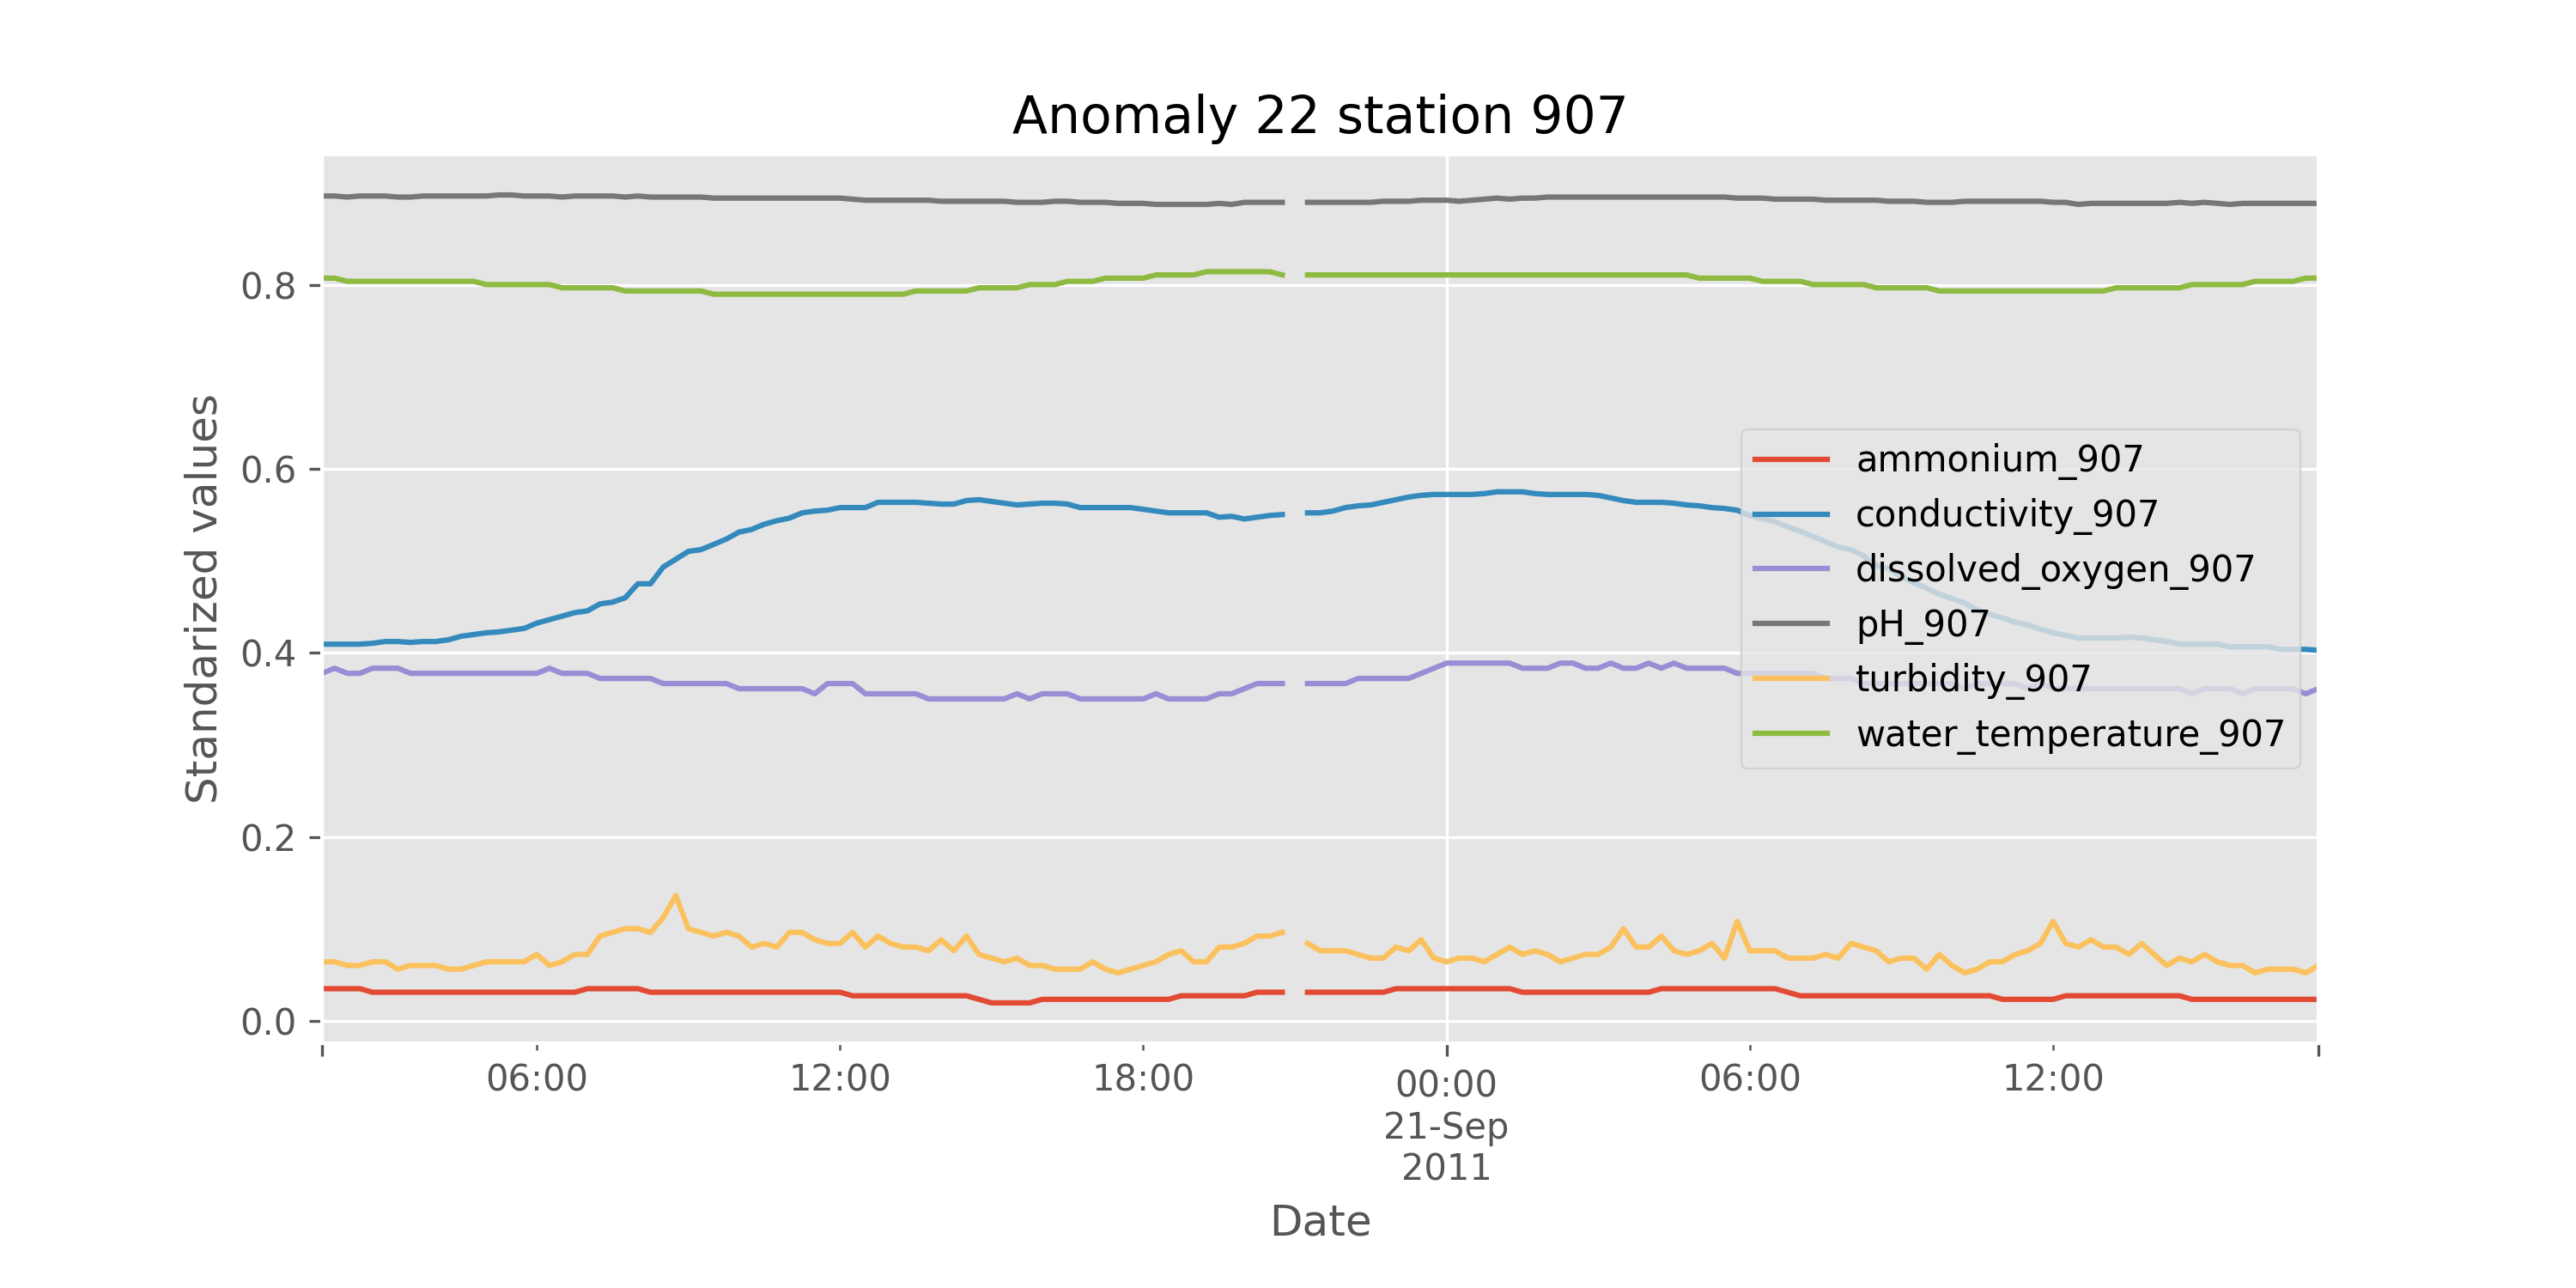 Anomaly 22 station 907
Standarized values
0.8
0.6
0.4
0.2
0.0
ammonium_907
conductivity_907
dissolved_oxygen_907
pH_907
turbidity_907
water_temperature_907
06:00
12:00
18:00
00:00
21-Sep
2011
06:00
12:00
Date